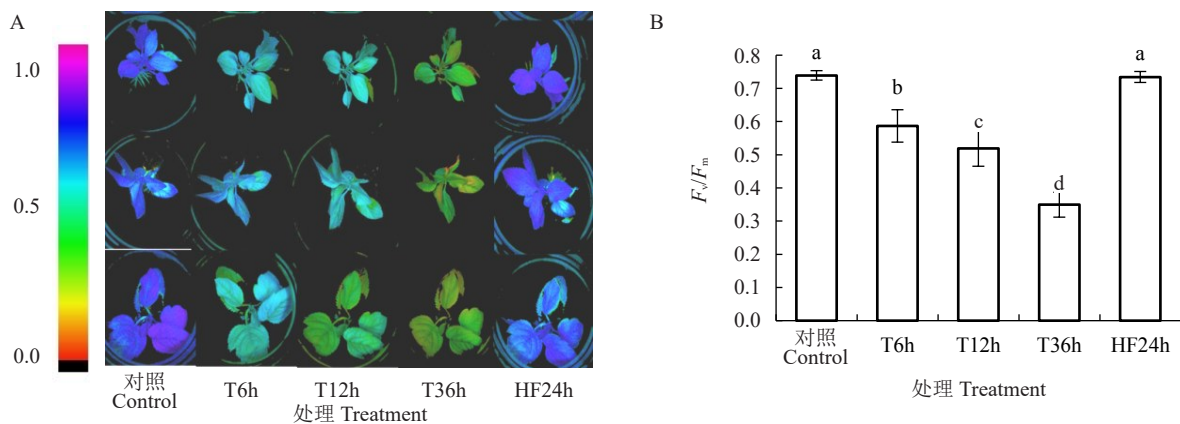 A
1.0
0.5
0.0
对照
Control
T6h
T12h
T36h
HF24h
处理 Treatment
B
Fv/Fm
0.8
0.7
0.6
0.5
0.4
0.3
0.2
0.1
0.0
a
b
c
d
a
对照
Control
T6h
T12h
T36h
HF24h
处理 Treatment